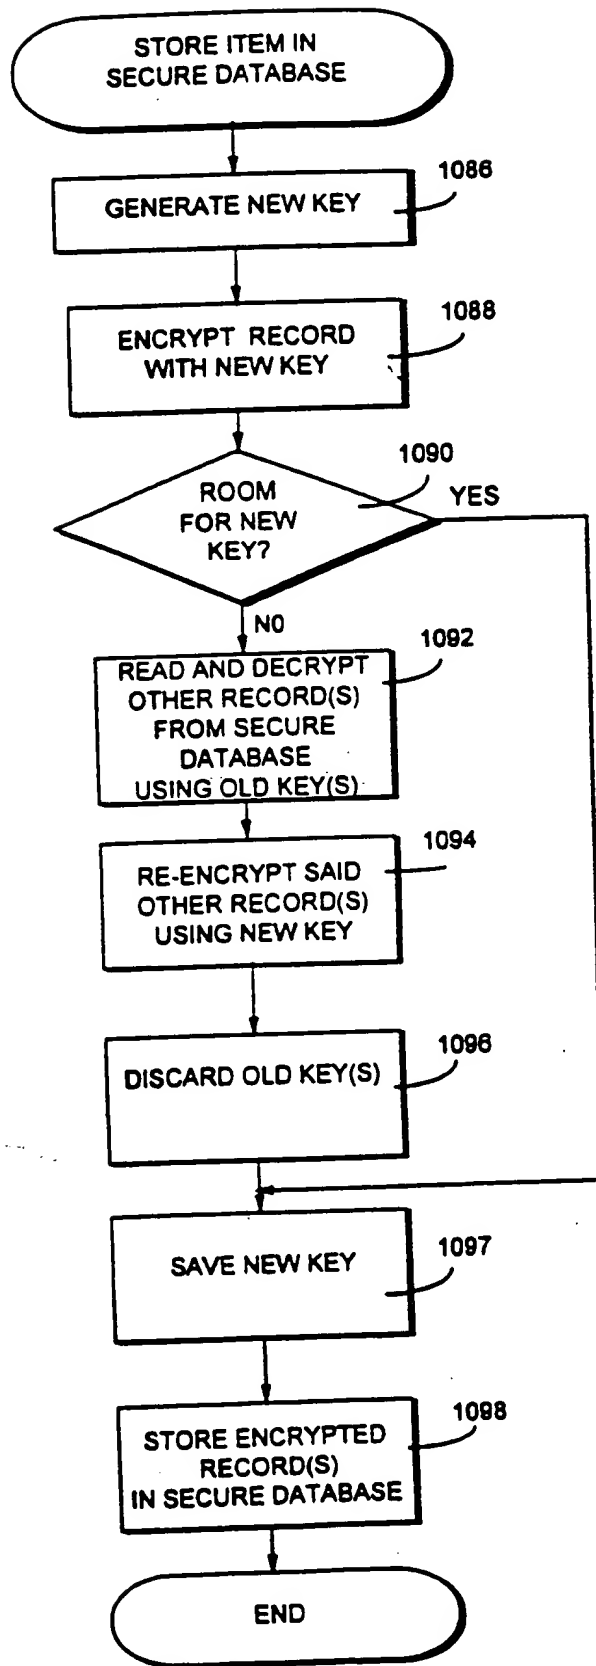 STORE ITEM IN
SECURE DATABASE
1086
GENERATE NEW KEY
1088
ENCRYPT RECORD
WITH NEW KEY
1090
ROOM
FOR NEW
KEY?
YES
NO
1092
READ AND DECRYPT
OTHER RECORD(S)
FROM SECURE
DATABASE
USING OLD KEY(S)
1094
RE-ENCRYPT SAID
OTHER RECORD(S)
USING NEW KEY
1096
DISCARD OLD KEY(S)
SAVE NEW KEY
1097
1098
STORE ENCRYPTED
RECORD(S)
IN SECURE DATABASE
END